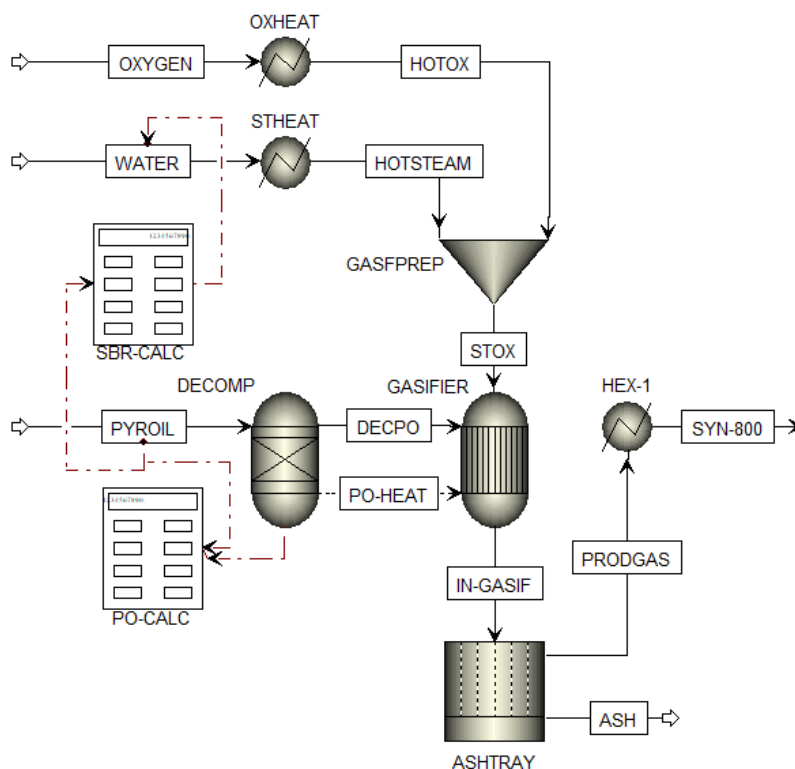 OXHEAT
OXYGEN
HOTOX
STHEAT
WATER
HOTSTEAM
GASFPREP
SBR-CALC
STOX
DECOMP
GASIFIER
HEX-1
PYROIL
DECPO
SYN-800
PO-HEAT
PRODGAS
IN-GASIF
PO-CALC
ASH
ASHTRAY